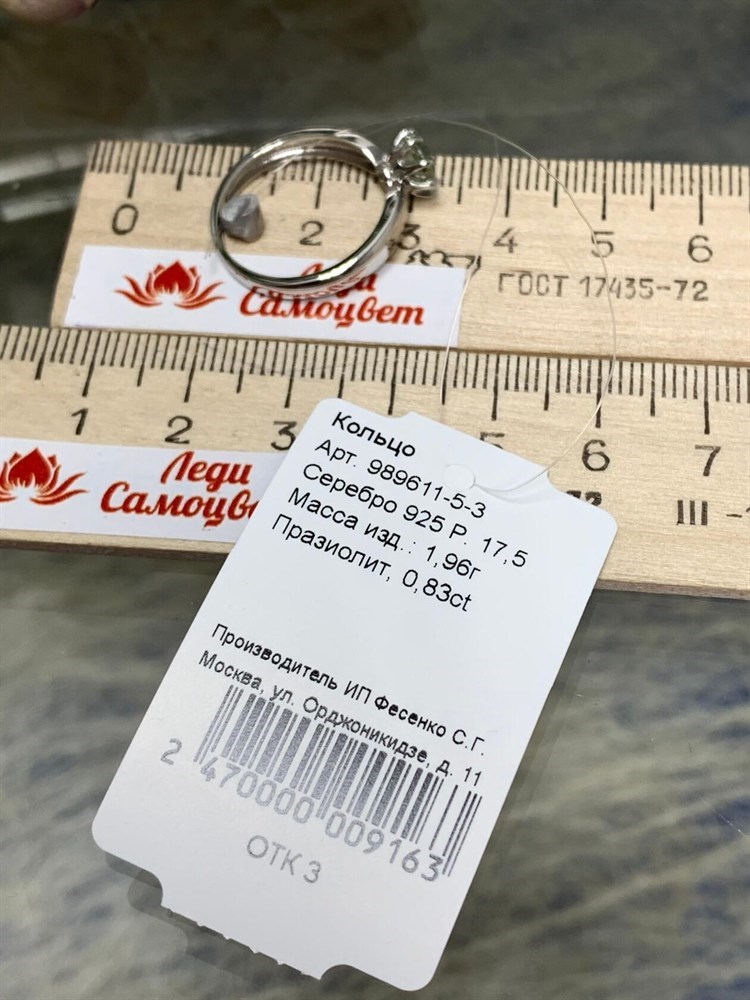 0 2 3 4 5 6
ГОСТ 17435-72
Леди
Самоцвет
1 2 3 5 6 7
Леди
III
Кольцо
Арт. 989611-5-3
Серебро 925 Р. 17,5
Масса изд.: 1,96г
Празиолит, 0,83ct
Производитель ИП Фесенко С.Г.
Москва, ул. Орджоникидзе, д. 11
2 470000 009163
ОТК 3